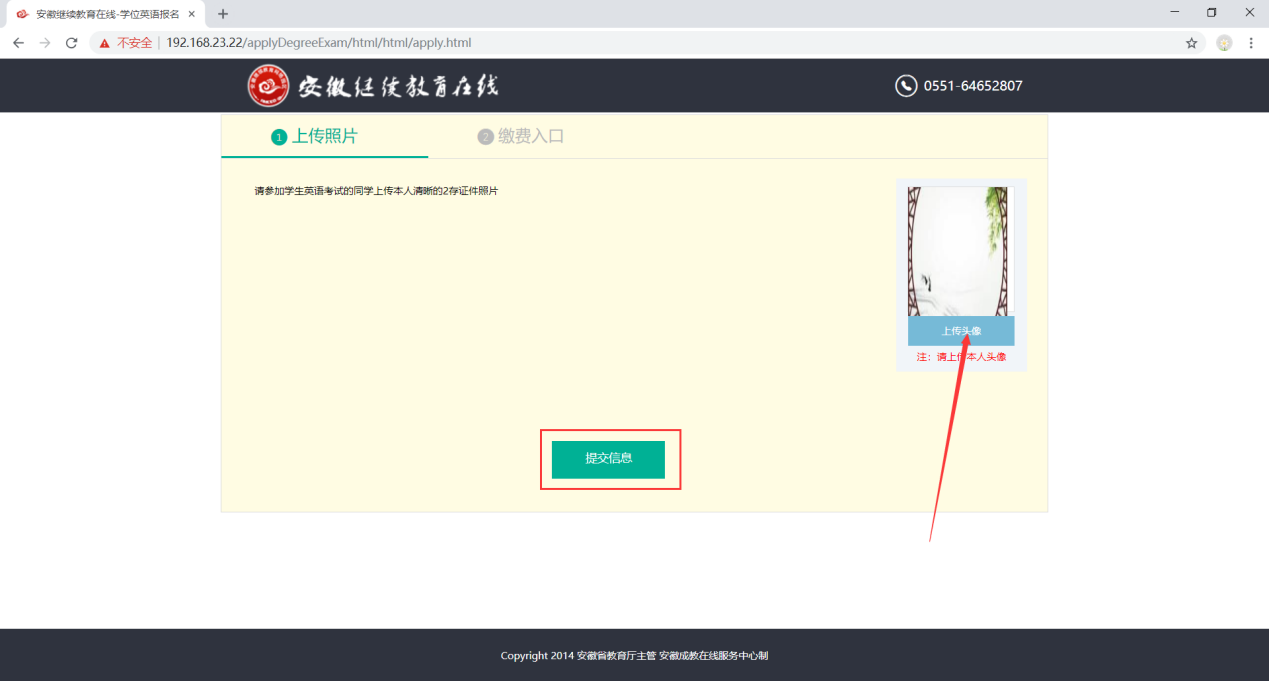 安徽继续教育在线-学位英语报名
不安全 | 192.168.23.22/applyDegreeExam/html/html/apply.html
安徽继续教育在线
0551-64652807
1 上传照片
2 缴费入口
请参加学生英语考试的同学上传本人清晰的2存证件照片
上传头像
注：请上传本人头像
提交信息
Copyright 2014 安徽省教育厅主管 安徽成教在线服务中心制